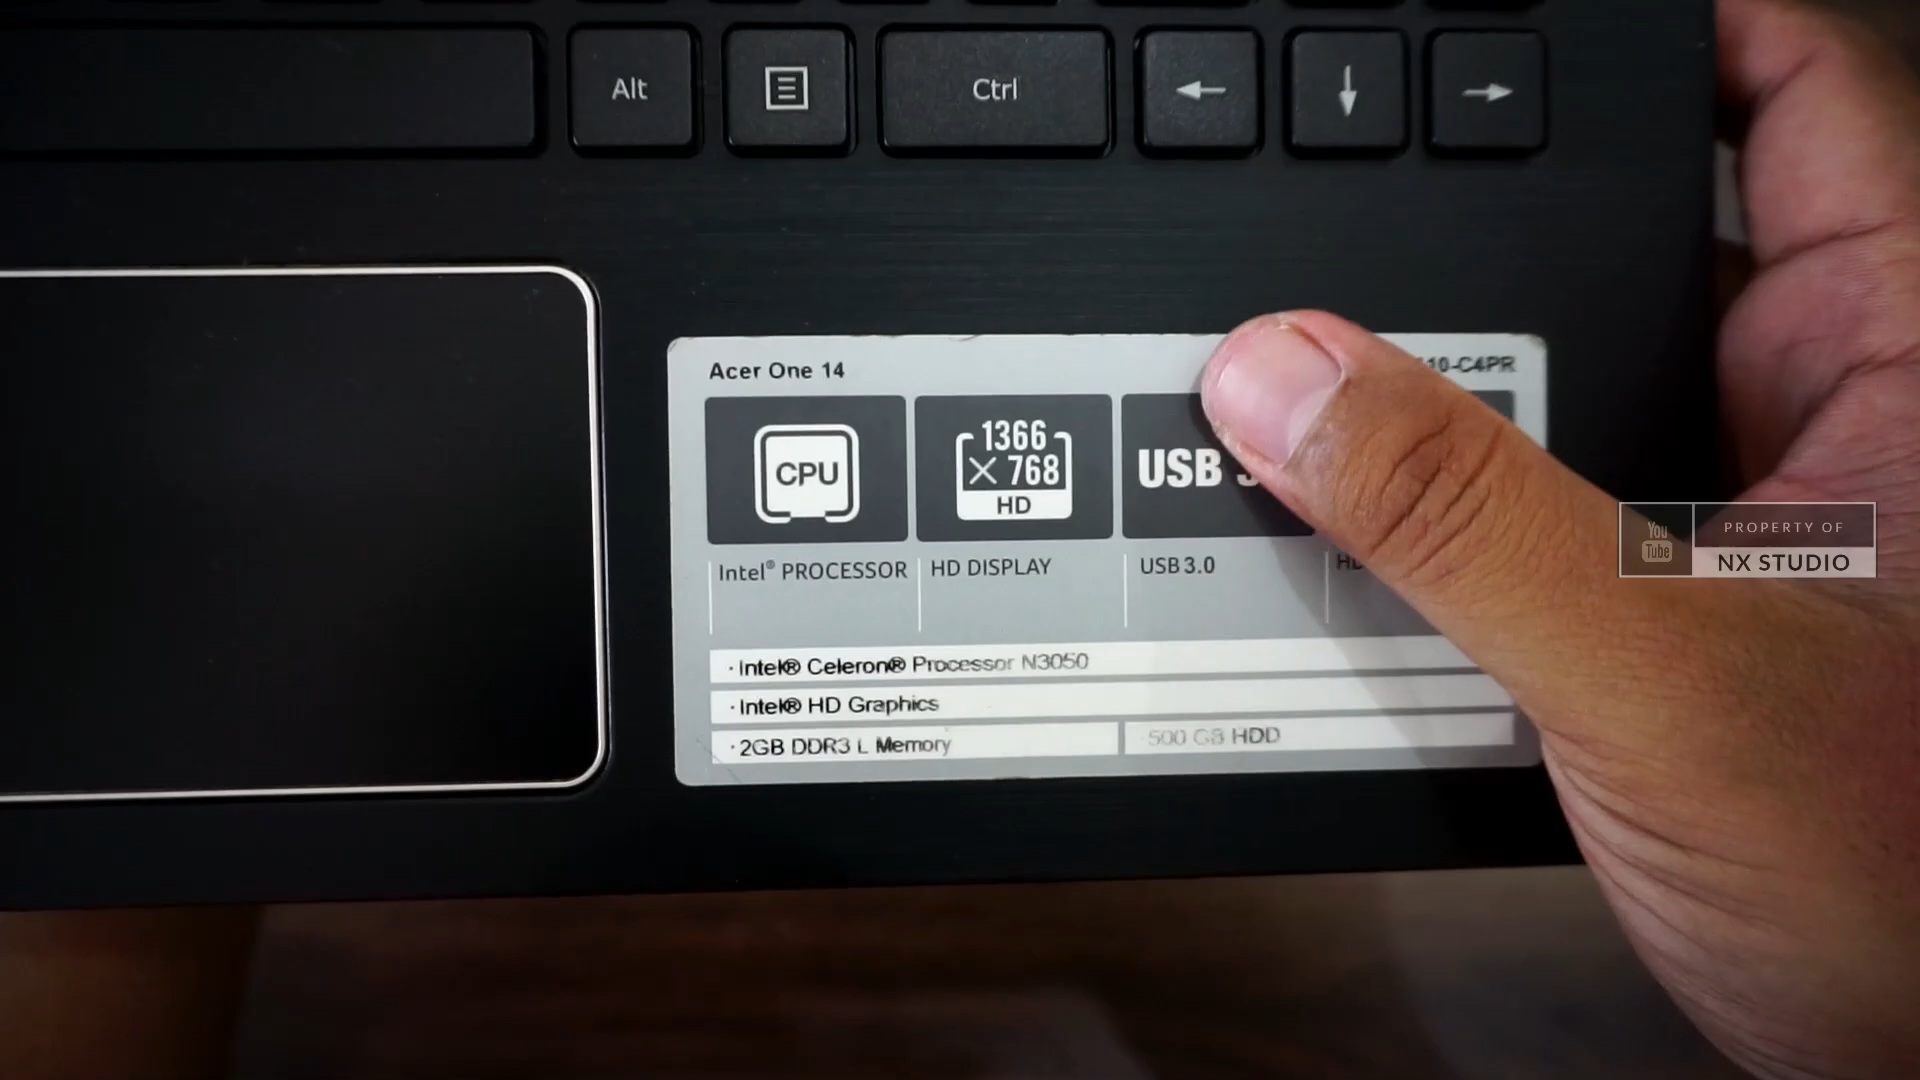 Alt
Ctrl
Acer One 14
10-C4PR
CPU
1366
× 768
HD
USB
Intel® PROCESSOR
HD DISPLAY
USB 3.0
· Intel® Celeron® Processor N3050
· Intel® HD Graphics
· 2GB DDR3 L Memory
500 GB HDD
You
Tube
PROPERTY OF
NX STUDIO